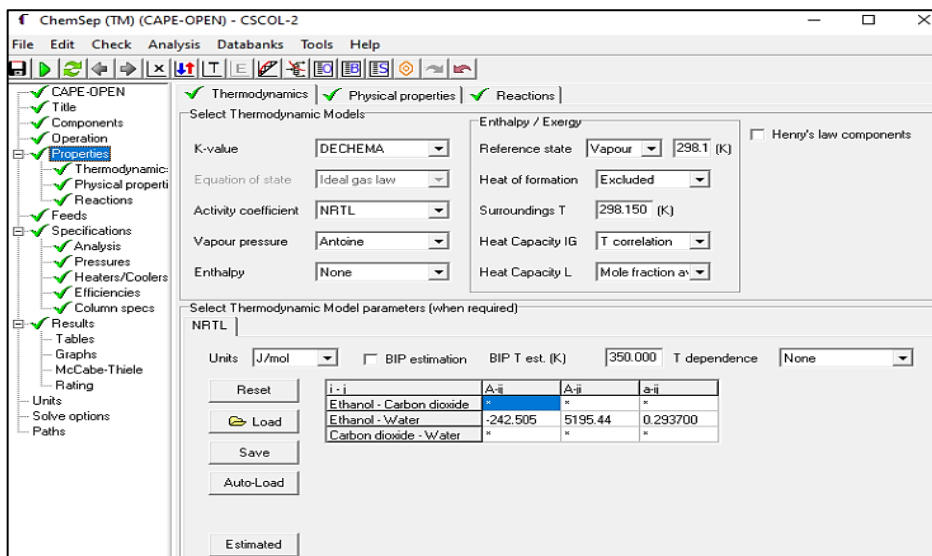 ChemSep (TM) (CAPE-OPEN) - CSCOL-2
File Edit Check Analysis Databanks Tools Help
CAPE-OPEN
Title
Components
Operation
Properties
Thermodynamic
Physical properti
Reactions
Feeds
Specifications
Analysis
Pressures
Heaters/Coolers
Efficiencies
Column specs
Results
Tables
Graphs
McCabe-Thiele
Rating
Units
Solve options
Paths
Thermodynamics Physical properties Reactions
Select Thermodynamic Models
K-value DECHEMA
Equation of state Ideal gas law
Activity coefficient NRTL
Vapour pressure Antoine
Enthalpy None
Enthalpy / Exergy
Reference state Vapour 298.1 (K)
Heat of formation Excluded
Surroundings T 298.150 (K)
Heat Capacity IG T correlation
Heat Capacity L Mole fraction av
Henry's law components
Select Thermodynamic Model parameters (when required)
NRTL
Units J/mol BIP estimation BIP T est. (K) 350.000 T dependence None
Reset
Load
Save
Auto-Load
Estimated
i - j A-ij A-ji a-ij
Ethanol - Carbon dioxide * * *
Ethanol - Water -242.505 5195.44 0.293700
Carbon dioxide - Water * * *